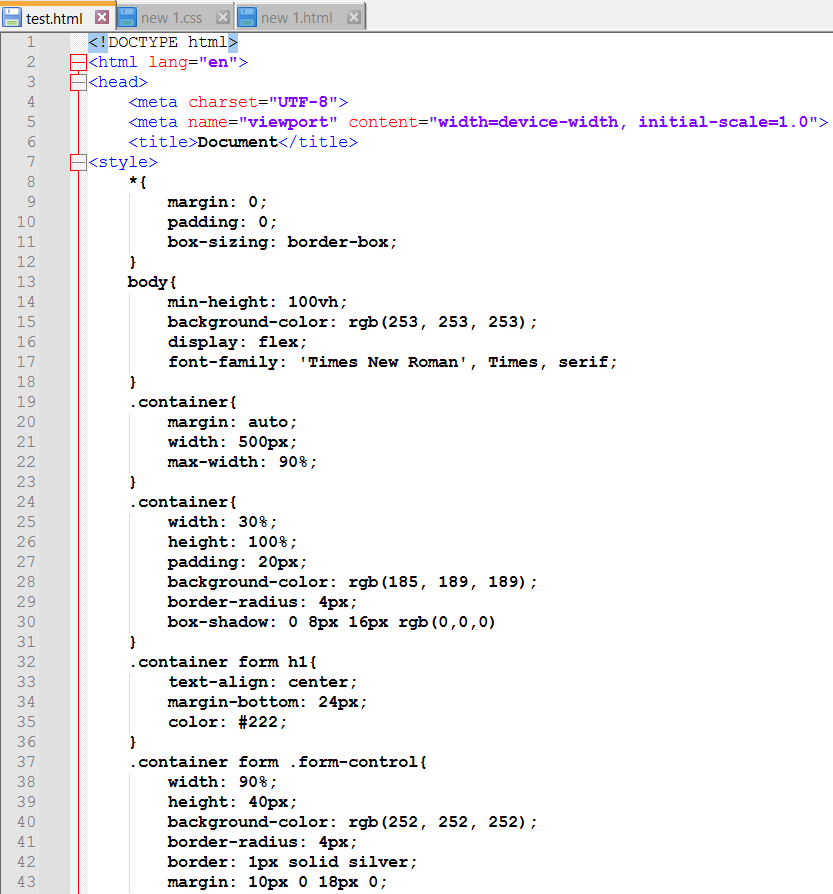 test.html new 1.css new 1.html
1 <!DOCTYPE html>
2 <html lang="en">
3 <head>
4 <meta charset="UTF-8">
5 <meta name="viewport" content="width=device-width, initial-scale=1.0">
6 <title>Document</title>
7 <style>
8 *{
9 margin: 0;
10 padding: 0;
11 box-sizing: border-box;
12 }
13 body{
14 min-height: 100vh;
15 background-color: rgb(253, 253, 253);
16 display: flex;
17 font-family: 'Times New Roman', Times, serif;
18 }
19 .container{
20 margin: auto;
21 width: 500px;
22 max-width: 90%;
23 }
24 .container{
25 width: 30%;
26 height: 100%;
27 padding: 20px;
28 background-color: rgb(185, 189, 189);
29 border-radius: 4px;
30 box-shadow: 0 8px 16px rgb(0,0,0)
31 }
32 .container form h1{
33 text-align: center;
34 margin-bottom: 24px;
35 color: #222;
36 }
37 .container form .form-control{
38 width: 90%;
39 height: 40px;
40 background-color: rgb(252, 252, 252);
41 border-radius: 4px;
42 border: 1px solid silver;
43 margin: 10px 0 18px 0;